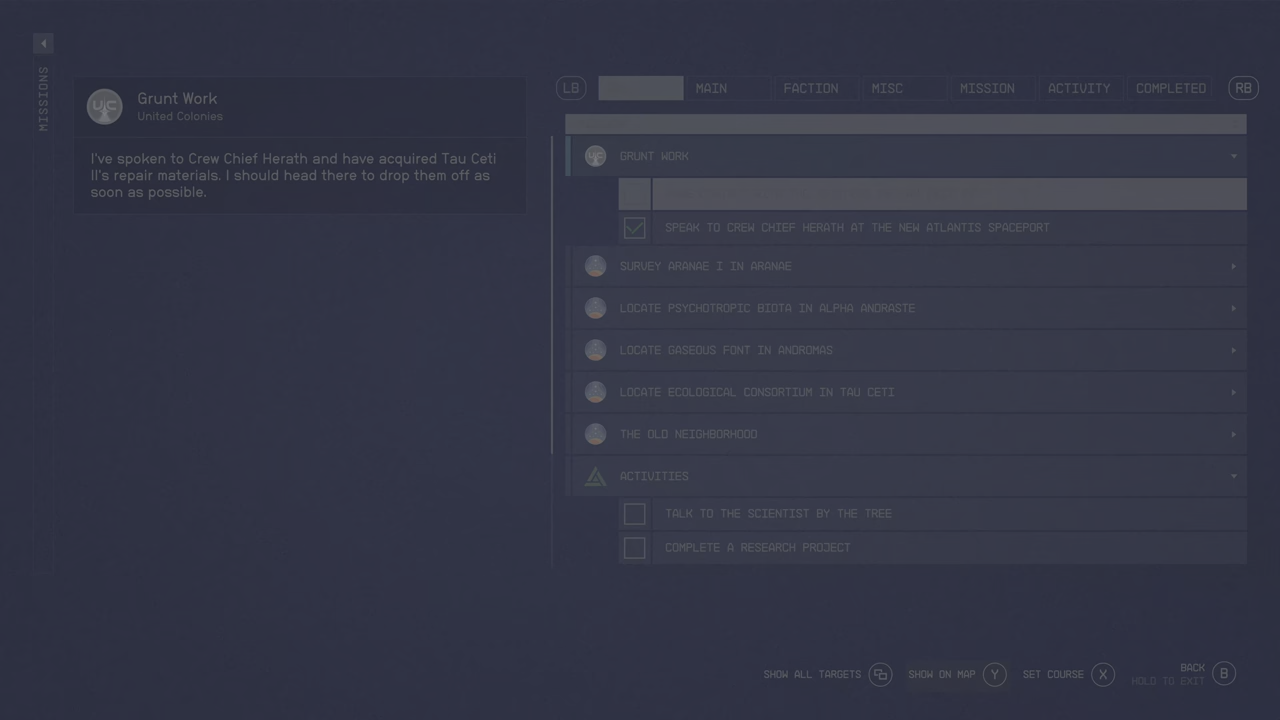 MISSIONS
UC
Grunt Work
United Colonies
I've spoken to Crew Chief Herath and have acquired Tau Ceti
II's repair materials. I should head there to drop them off as
soon as possible.
LB
MAIN
FACTION
MISC
MISSION
ACTIVITY
COMPLETED
RB
GRUNT WORK
SPEAK TO CREW CHIEF HERATH AT THE NEW ATLANTIS SPACEPORT
SURVEY ARANAE I IN ARANAE
LOCATE PSYCHOTROPIC BIOTA IN ALPHA ANDRASTE
LOCATE GASEOUS FONT IN ANDROMAS
LOCATE ECOLOGICAL CONSORTIUM IN TAU CETI
THE OLD NEIGHBORHOOD
ACTIVITIES
TALK TO THE SCIENTIST BY THE TREE
COMPLETE A RESEARCH PROJECT
SHOW ALL TARGETS
SHOW ON MAP Y
SET COURSE X
BACK B
HOLD TO EXIT